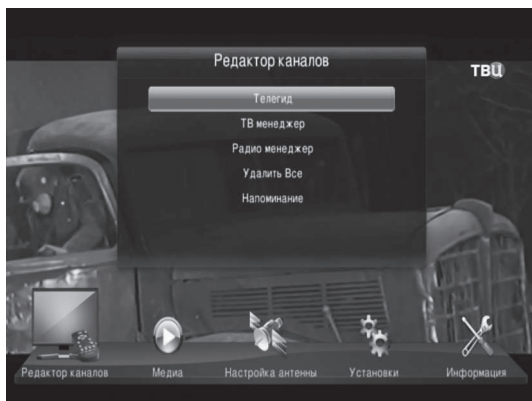 Редактор каналов
ТВЦ
Телегид
ТВ менеджер
Радио менеджер
Удалить Все
Напоминание
Редактор каналов
Медиа
Настройка антенны
Установки
Информация